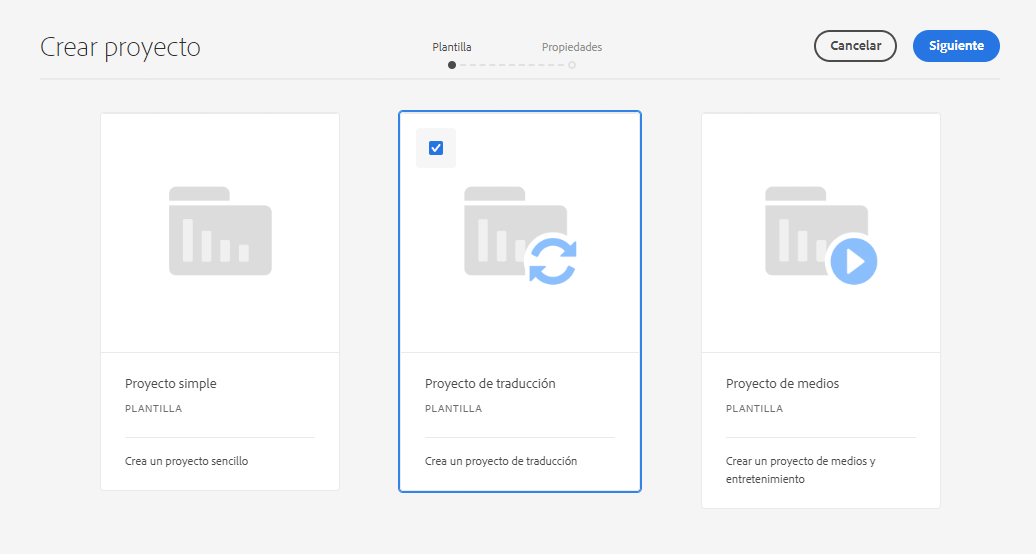 Crear proyecto
Plantilla
Propiedades
Cancelar
Siguiente
Proyecto simple
PLANTILLA
Crea un proyecto sencillo
Proyecto de traducción
PLANTILLA
Crea un proyecto de traducción
Proyecto de medios
PLANTILLA
Crear un proyecto de medios y
entretenimiento